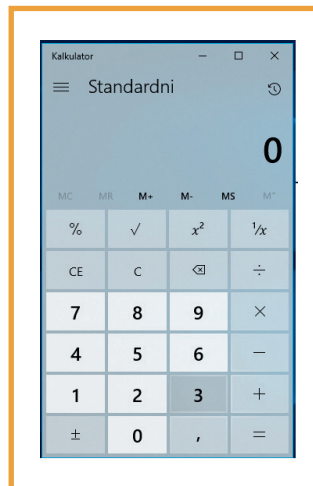 Kalkulator
Standardni
0
MC MR M+ M- MS M˅
% √ x² ¹/x
CE C ⌫ ÷
7 8 9 ×
4 5 6 −
1 2 3 +
± 0 , =